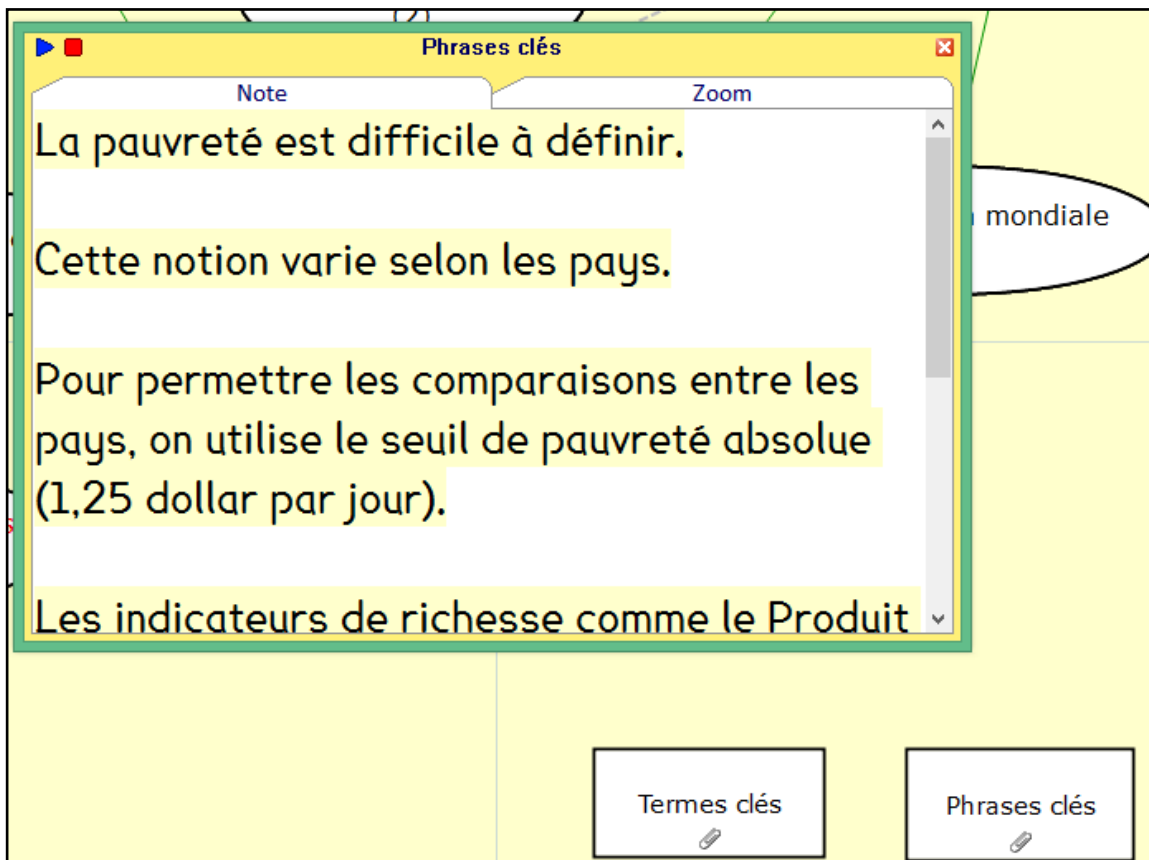 (2)
Phrases clés
Note
Zoom
La pauvreté est difficile à définir.
Cette notion varie selon les pays.
Pour permettre les comparaisons entre les
pays, on utilise le seuil de pauvreté absolue
(1,25 dollar par jour).
Les indicateurs de richesse comme le Produit
mondiale
Termes clés
Phrases clés